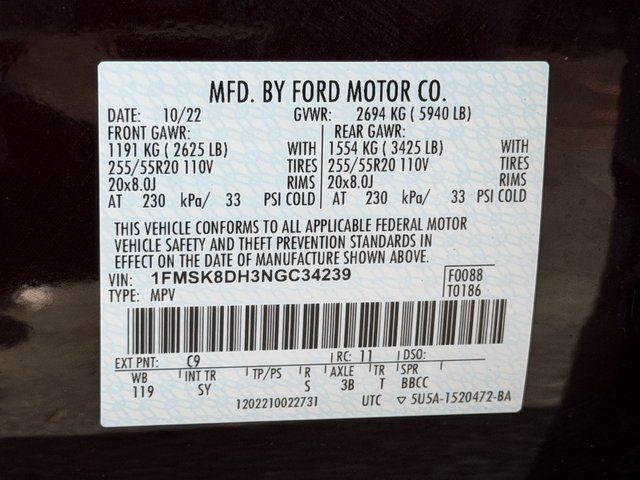 MFD. BY FORD MOTOR CO.
DATE: 10/22 GVWR: 2694 KG ( 5940 LB)
FRONT GAWR: REAR GAWR:
1191 KG ( 2625 LB) WITH 1554 KG ( 3425 LB) WITH
255/55R20 110V TIRES 255/55R20 110V TIRES
20x8.0J RIMS 20x8.0J RIMS
AT 230 kPa/ 33 PSI COLD AT 230 kPa/ 33 PSI COLD
THIS VEHICLE CONFORMS TO ALL APPLICABLE FEDERAL MOTOR
VEHICLE SAFETY AND THEFT PREVENTION STANDARDS IN
EFFECT ON THE DATE OF MANUFACTURE SHOWN ABOVE.
VIN: 1FMSK8DH3NGC34239 F0088
TYPE: MPV T0186
EXT PNT: C9 RC: 11 DSO:
WB INT TR TP/PS R AXLE TR SPR
119 SY S 3B T BBCC
1202210022731 UTC ▽ 5U5A-1520472-BA